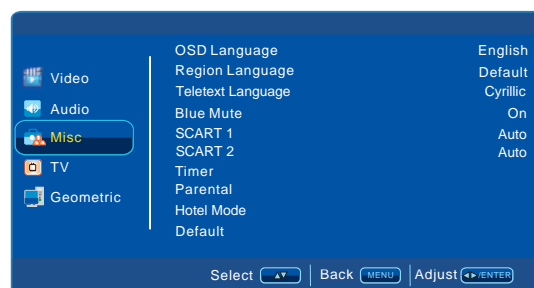 Video
Audio
Misc
TV
Geometric
OSD Language English
Region Language Default
Teletext Language Cyrillic
Blue Mute On
SCART 1 Auto
SCART 2 Auto
Timer
Parental
Hotel Mode
Default
Select ▲▼ Back MENU Adjust ◄►/ENTER